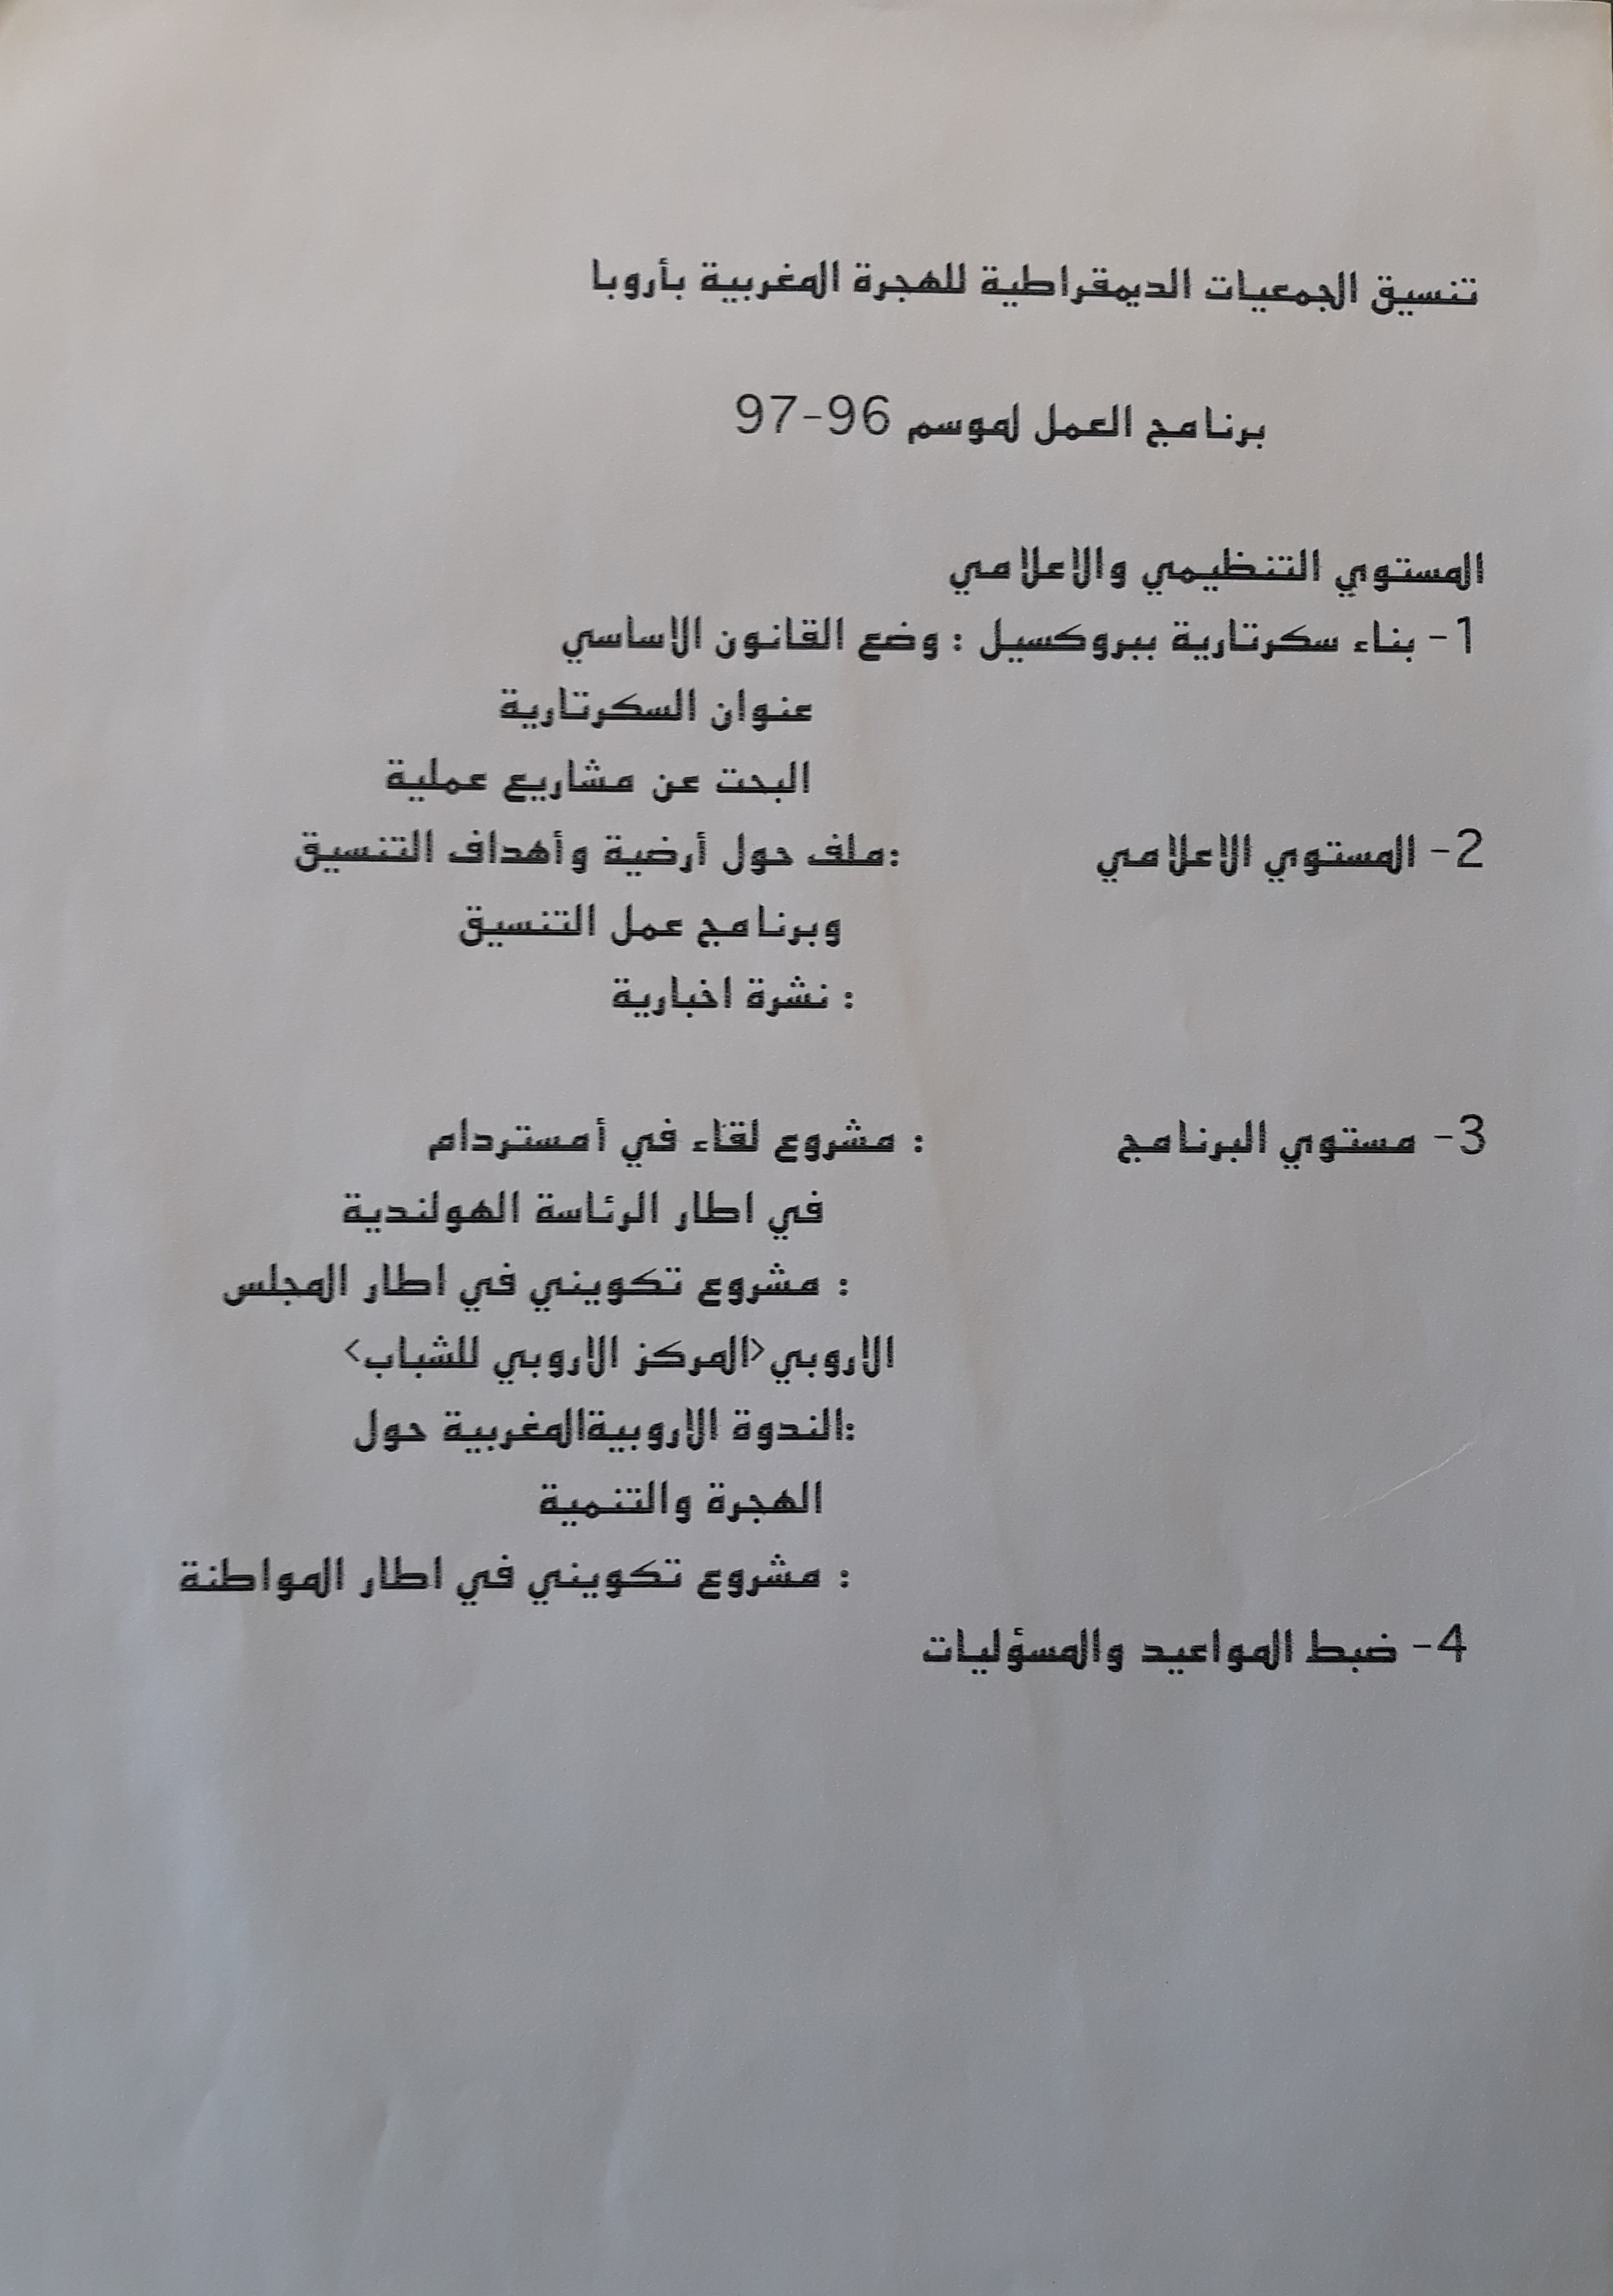 تنسيق الجمعيات الديمقراطية للهجرة المغربية بأروبا
برنامج العمل لموسم 96-97
المستوي التنظيمي والاعلامي
1- بناء سكرتارية ببروكسيل : وضع القانون الاساسي
عنوان السكرتارية
البحت عن مشاريع عملية
2- المستوي الاعلامي :ملف حول أرضية وأهداف التنسيق
وبرنامج عمل التنسيق
: نشرة اخبارية
3- مستوي البرنامج : مشروع لقاء في أمستردام
في اطار الرئاسة الهولندية
: مشروع تكويني في اطار المجلس
الاروبي<المركز الاروبي للشباب>
:الندوة الاروبيةالمغربية حول
الهجرة والتنمية
: مشروع تكويني في اطار المواطنة
4- ضبط المواعيد والمسؤليات